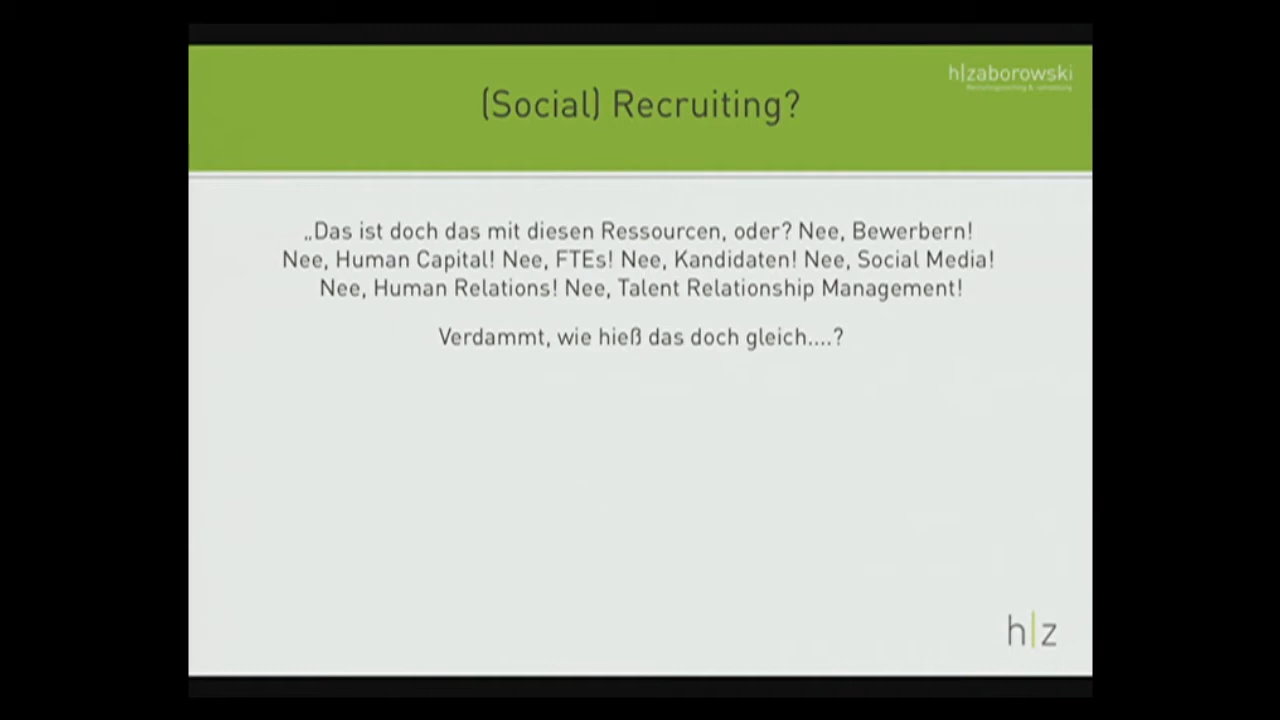 h|zaborowski
(Social) Recruiting?
„Das ist doch das mit diesen Ressourcen, oder? Nee, Bewerbern!
Nee, Human Capital! Nee, FTEs! Nee, Kandidaten! Nee, Social Media!
Nee, Human Relations! Nee, Talent Relationship Management!
Verdammt, wie hieß das doch gleich....?
h|z